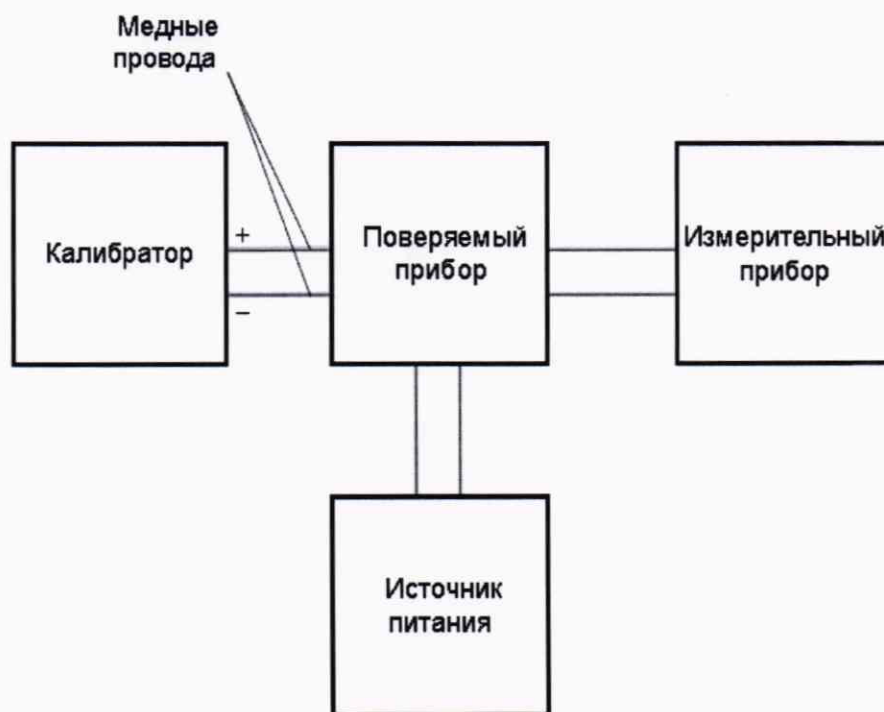 Медные
провода
Калибратор
+
−
Поверяемый
прибор
Измерительный
прибор
Источник
питания